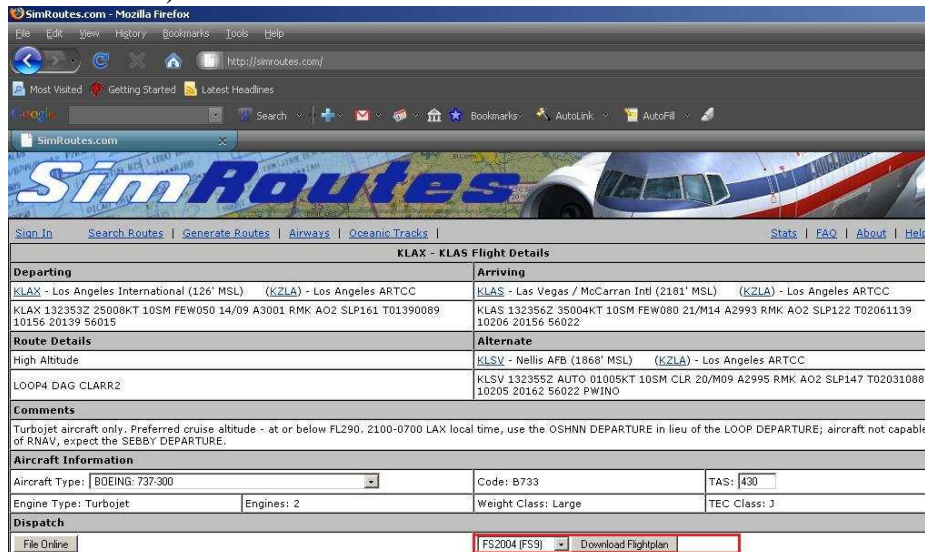 SimRoutes.com - Mozilla Firefox
File Edit View History Bookmarks Tools Help
http://simroutes.com/
Most Visited Getting Started Latest Headlines
Google Search Bookmarks AutoLink AutoFill
SimRoutes.com
SimRoutes
Sign In Search Routes | Generate Routes | Airways | Oceanic Tracks | Stats | FAQ | About | Help
KLAX - KLAS Flight Details
Departing Arriving
KLAX - Los Angeles International (126' MSL) (KZLA) - Los Angeles ARTCC KLAS - Las Vegas / McCarran Intl (2181' MSL) (KZLA) - Los Angeles ARTCC
KLAX 132353Z 25008KT 10SM FEW050 14/09 A3001 RMK AO2 SLP161 T01390089 KLAS 132356Z 35004KT 10SM FEW080 21/M14 A2993 RMK AO2 SLP122 T02061139
10156 20139 56015 10206 20156 56022
Route Details Alternate
High Altitude KLSV - Nellis AFB (1868' MSL) (KZLA) - Los Angeles ARTCC
LOOP4 DAG CLARR2 KLSV 132355Z AUTO 01005KT 10SM CLR 20/M09 A2995 RMK AO2 SLP147 T02031088
10205 20162 56022 PWINO
Comments
Turbojet aircraft only. Preferred cruise altitude - at or below FL290. 2100-0700 LAX local time, use the OSHNN DEPARTURE in lieu of the LOOP DEPARTURE; aircraft not capable
of RNAV, expect the SEBBY DEPARTURE.
Aircraft Information
Aircraft Type: BOEING: 737-300 Code: B733 TAS: 430
Engine Type: Turbojet Engines: 2 Weight Class: Large TEC Class: J
Dispatch
File Online FS2004 (FS9) Download Flightplan